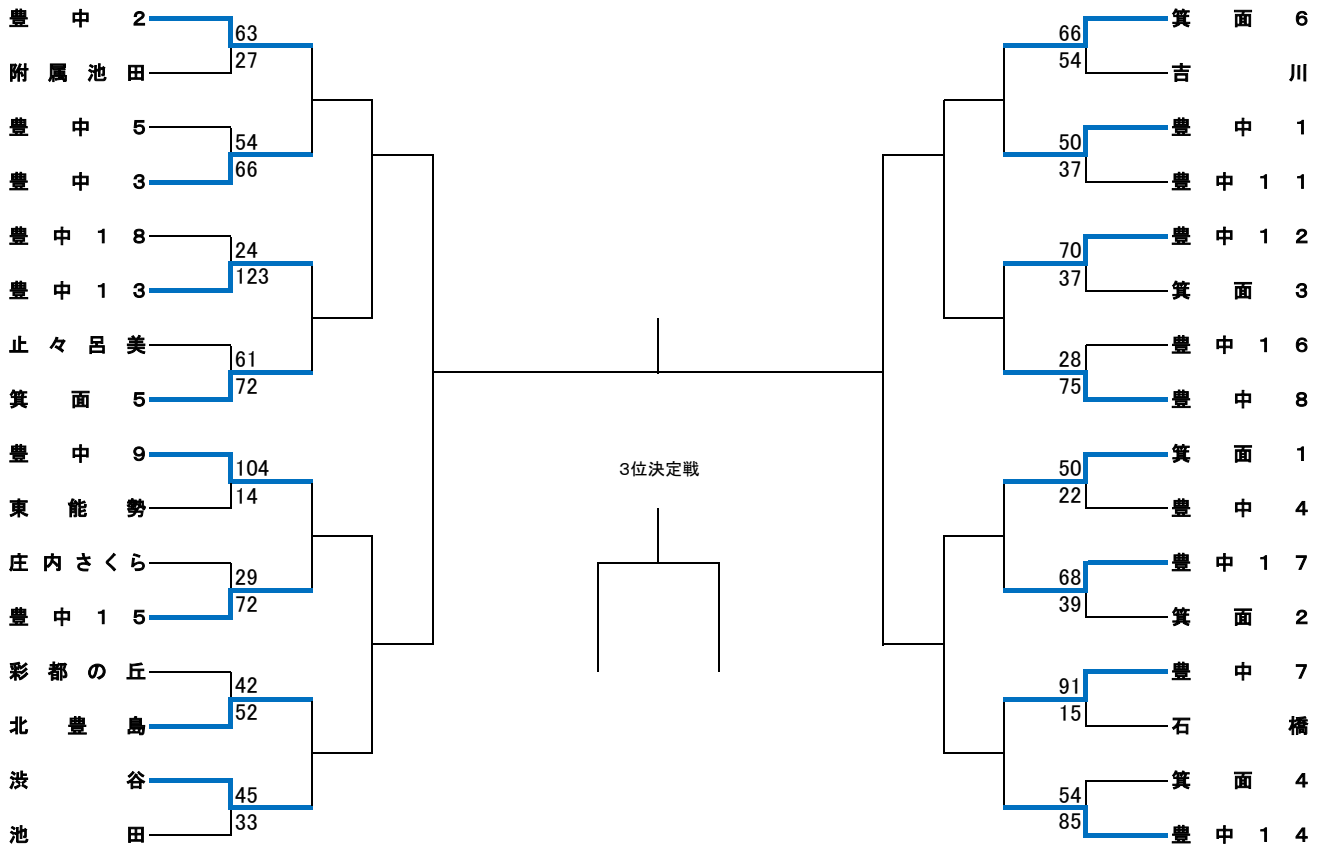 豊中2
63
27
附属池田
豊中5
54
66
豊中3
豊中18
24
123
豊中13
止々呂美
61
72
箕面5
豊中9
104
14
東能勢
庄内さくら
29
72
豊中15
彩都の丘
42
52
北豊島
渋谷
45
33
池田
3位決定戦
箕面6
66
54
吉川
豊中1
50
37
豊中11
豊中12
70
37
箕面3
豊中16
28
75
豊中8
箕面1
50
22
豊中4
豊中17
68
39
箕面2
豊中7
91
15
石橋
箕面4
54
85
豊中14